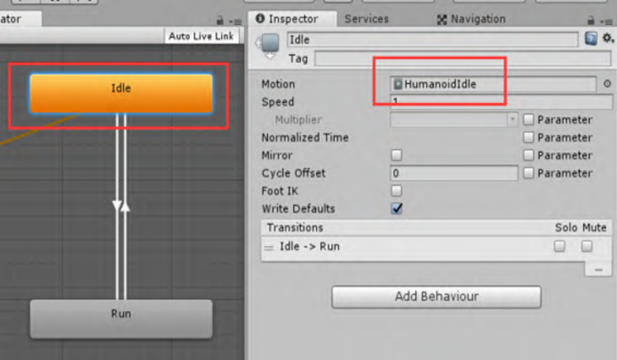 ator
Auto Live Link
Idle
Run
Inspector
Services
Navigation
Idle
Tag
Motion
HumanoidIdle
Speed
1
Multiplier
Parameter
Normalized Time
Parameter
Mirror
Parameter
Cycle Offset
0
Parameter
Foot IK
Write Defaults
Transitions
Solo Mute
Idle -> Run
Add Behaviour